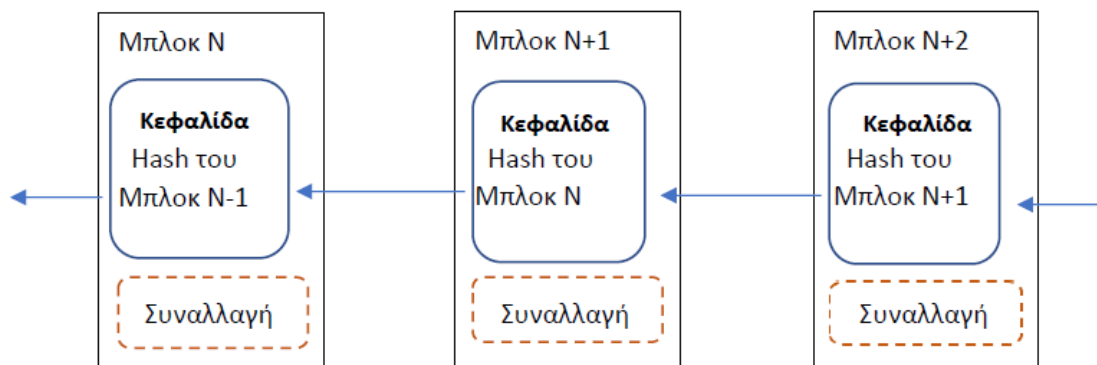 Μπλοκ N
Κεφαλίδα
Hash του
Μπλοκ N-1
Συναλλαγή
Μπλοκ N+1
Κεφαλίδα
Hash του
Μπλοκ N
Συναλλαγή
Μπλοκ N+2
Κεφαλίδα
Hash του
Μπλοκ N+1
Συναλλαγή